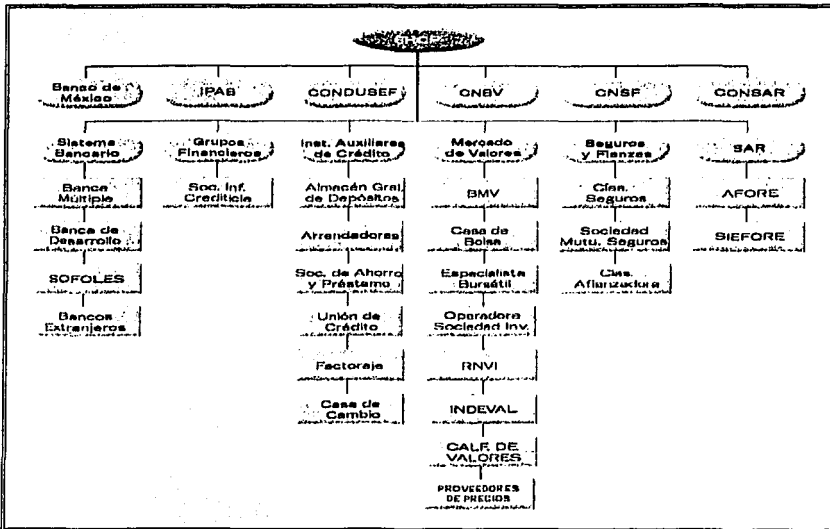 SHCP
Banco de
México
IPAB
CONDUSEF
CNBV
CNSF
CONSAR
Sistema
Bancario
Grupos
Financieros
Inst. Auxiliares
de Crédito
Mercado
de Valores
Seguros
y Fianzas
SAR
Banca
Múltiple
Soc. Inf.
Crediticia
Almacén Gral.
de Depósitos
BMV
Cías.
Seguros
AFORE
Banca de
Desarrollo
Arrendadores
Casa de
Bolsa
Sociedad
Mutu. Seguros
SIEFORE
SOFOLES
Soc. de Ahorro
y Préstamo
Especialista
Bursátil
Cías.
Afianzadora
Bancos
Extranjeros
Unión de
Crédito
Operadora
Sociedad Inv.
Factoraje
RNVI
Casa de
Cambio
INDEVAL
CALF. DE
VALORES
PROVEEDORES
DE PRECIOS